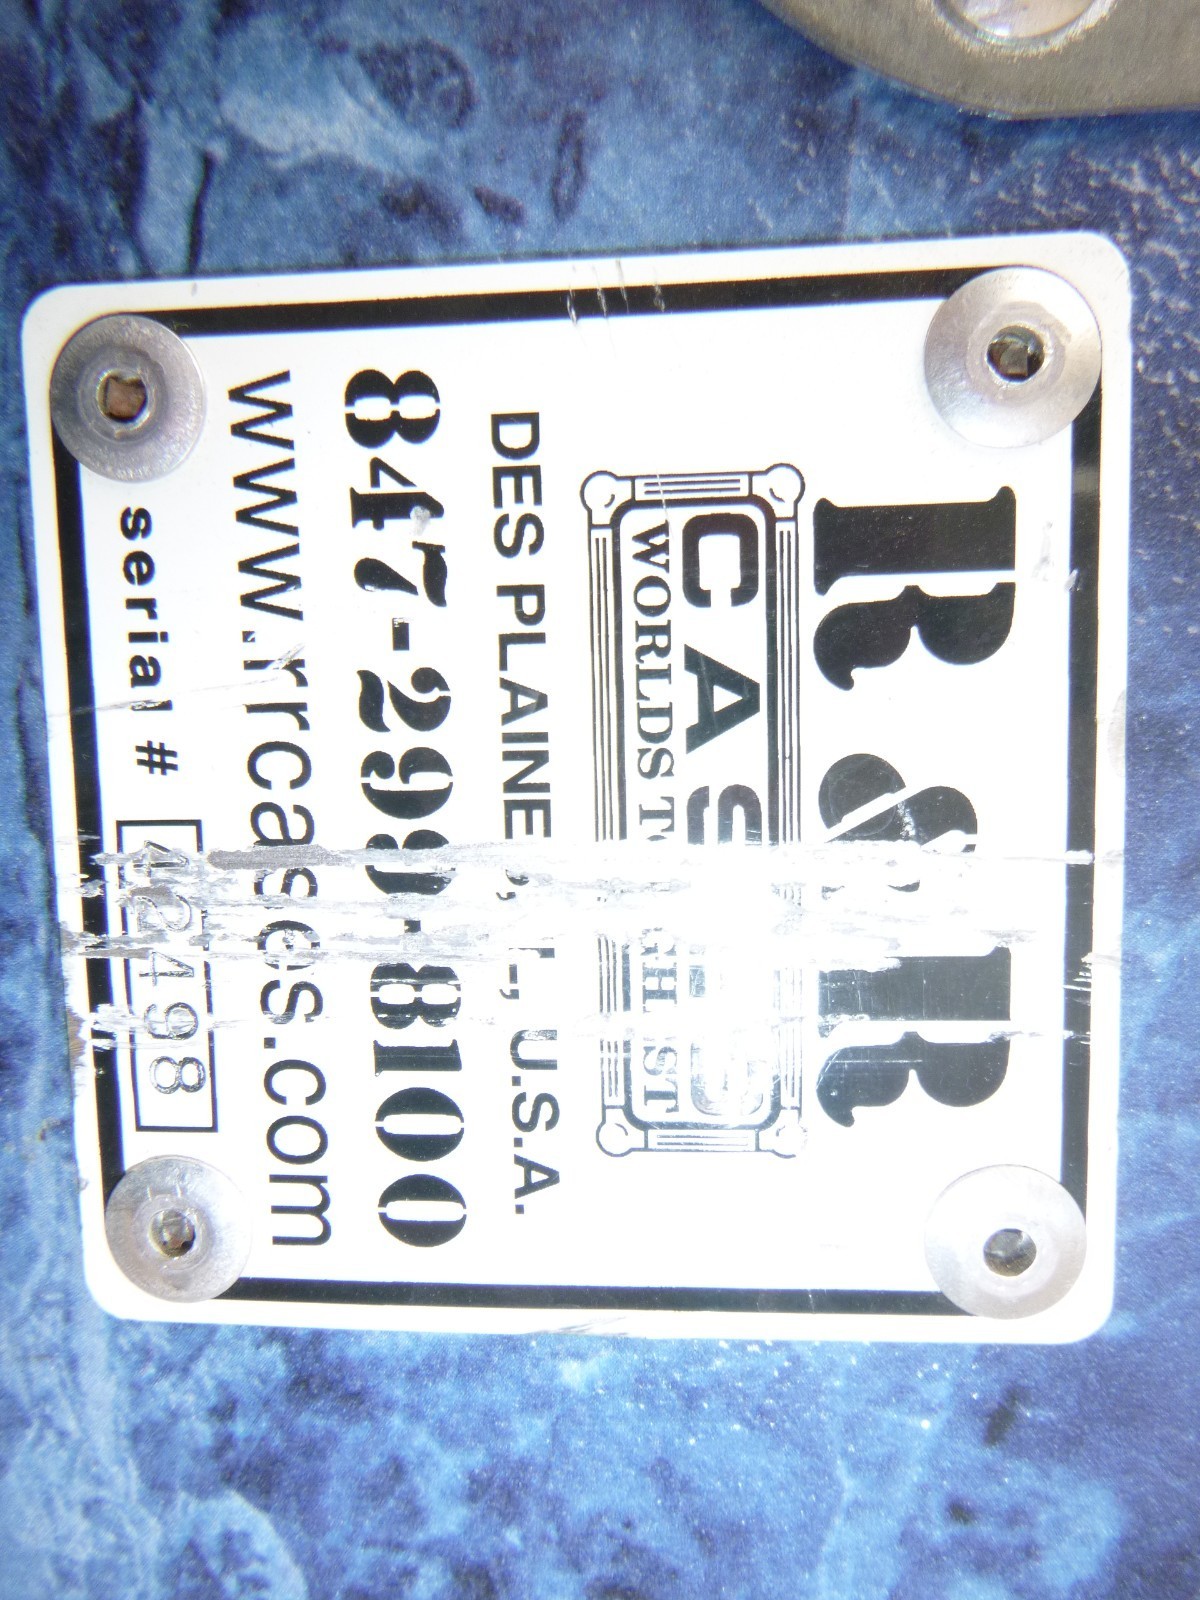 R & R
CASES
WORLDS TOUGHEST
DES PLAINES, IL, U.S.A.
847-299-8100
www.rrcases.com
serial # 42498